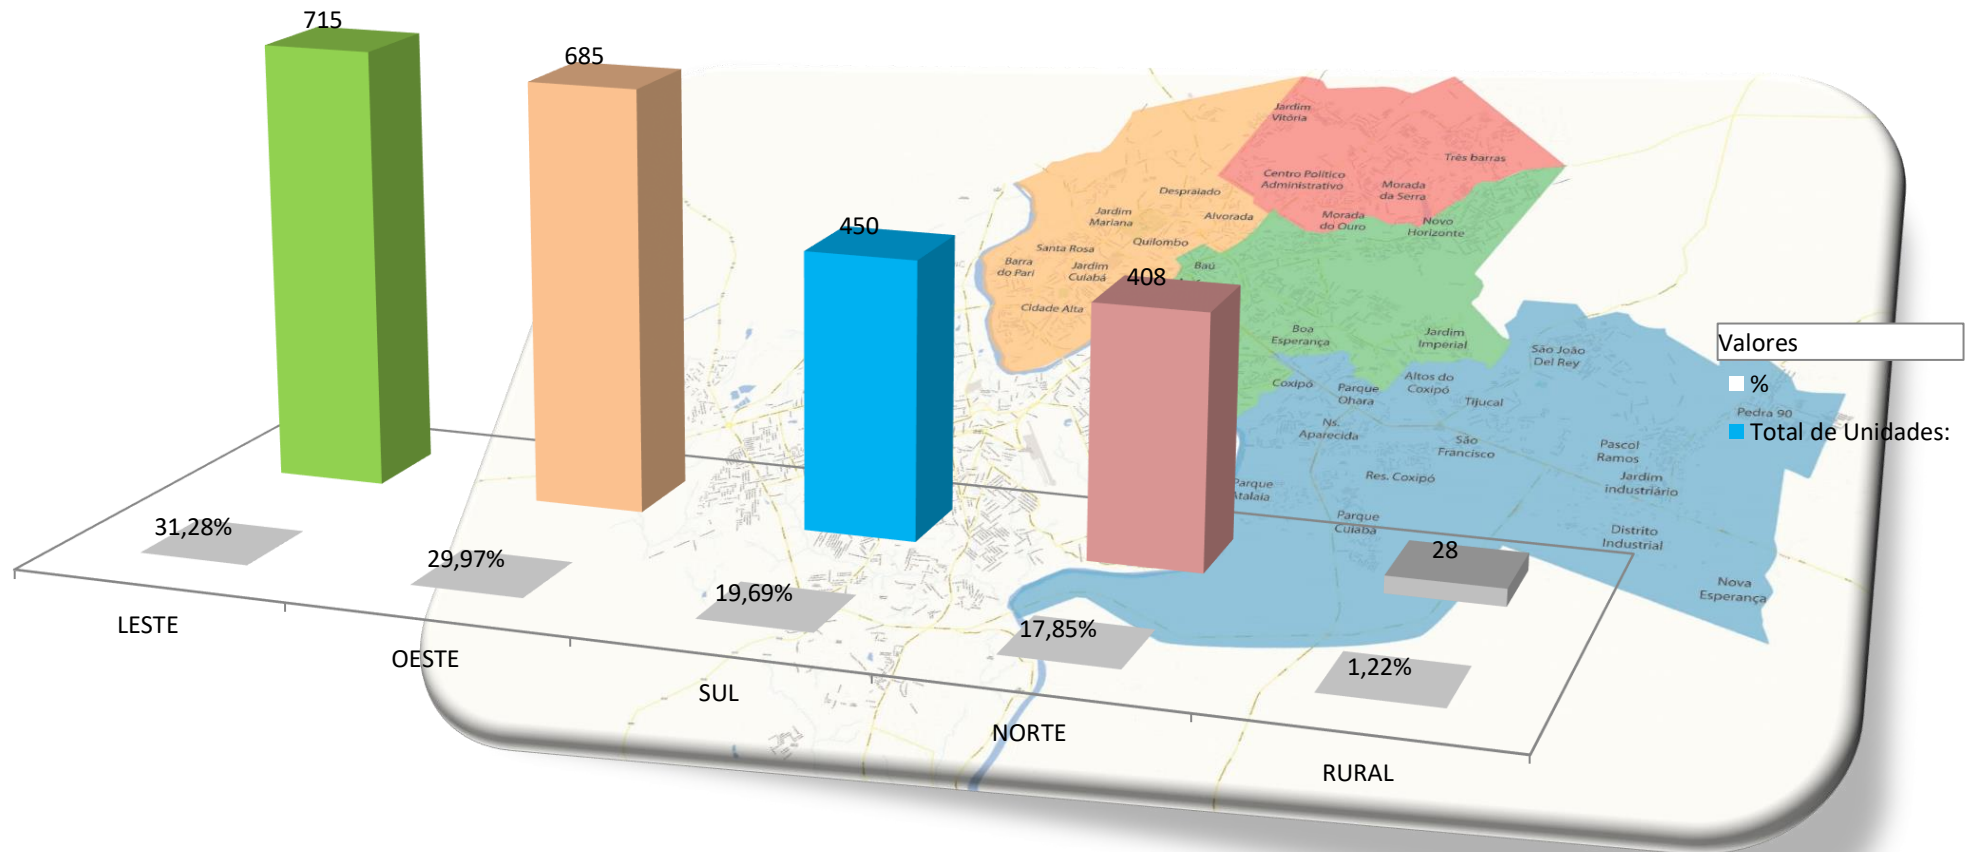 715
685
450
408
28
31,28%
29,97%
19,69%
17,85%
1,22%
LESTE
OESTE
SUL
NORTE
RURAL
Valores
%
Total de Unidades:
Jardim
Vitória
Três barras
Centro Político
Administrativo
Morada
da Serra
Despraiado
Jardim
Mariana
Alvorada
Morada
do Ouro
Novo
Horizonte
Santa Rosa
Quilombo
Barra
do Pari
Jardim
Cuiabá
Baú
Cidade Alta
Boa
Esperança
Jardim
Imperial
São João
Del Rey
Coxipó
Parque
Ohara
Altos do
Coxipó
Tijucal
Pedra 90
Ns.
Aparecida
São
Francisco
Pascol
Ramos
Res. Coxipó
Jardim
industriário
Parque
Atalaia
Parque
Cuiabá
Distrito
Industrial
Nova
Esperança